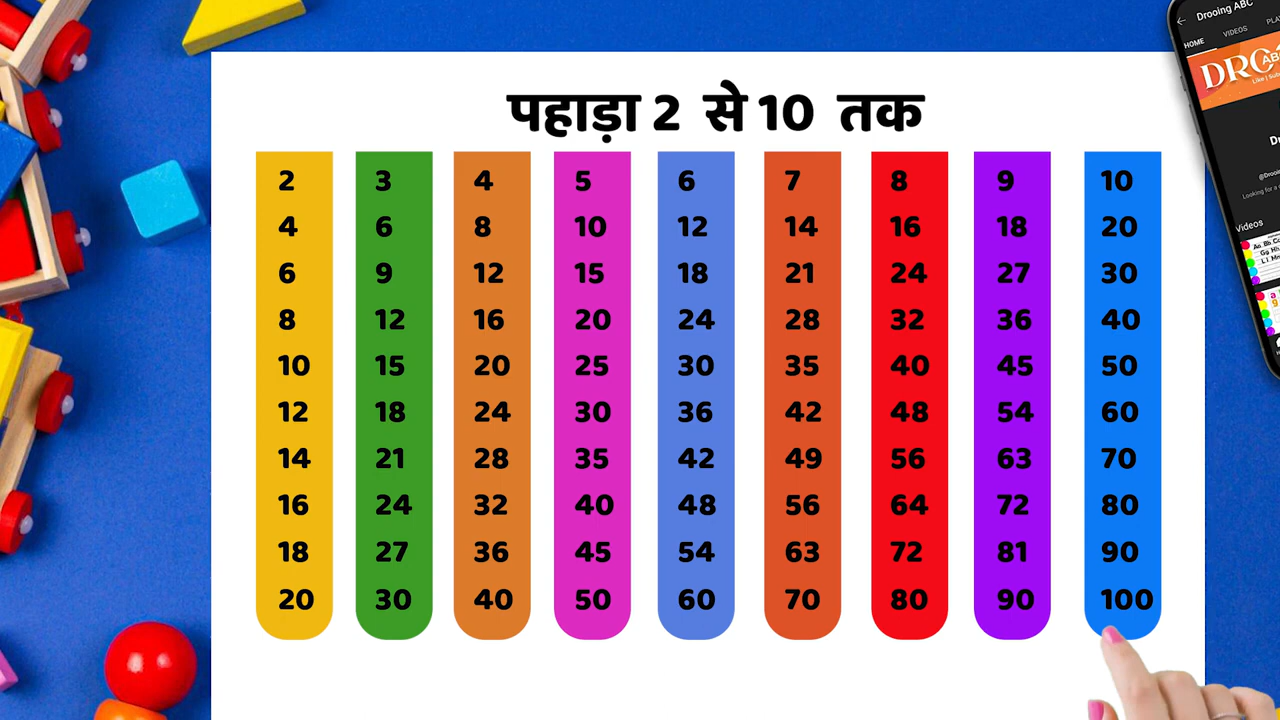 पहाड़ा 2 से 10 तक
2 3 4 5 6 7 8 9 10
4 6 8 10 12 14 16 18 20
6 9 12 15 18 21 24 27 30
8 12 16 20 24 28 32 36 40
10 15 20 25 30 35 40 45 50
12 18 24 30 36 42 48 54 60
14 21 28 35 42 49 56 63 70
16 24 32 40 48 56 64 72 80
18 27 36 45 54 63 72 81 90
20 30 40 50 60 70 80 90 100
Drooing ABC
HOME VIDEOS
Videos